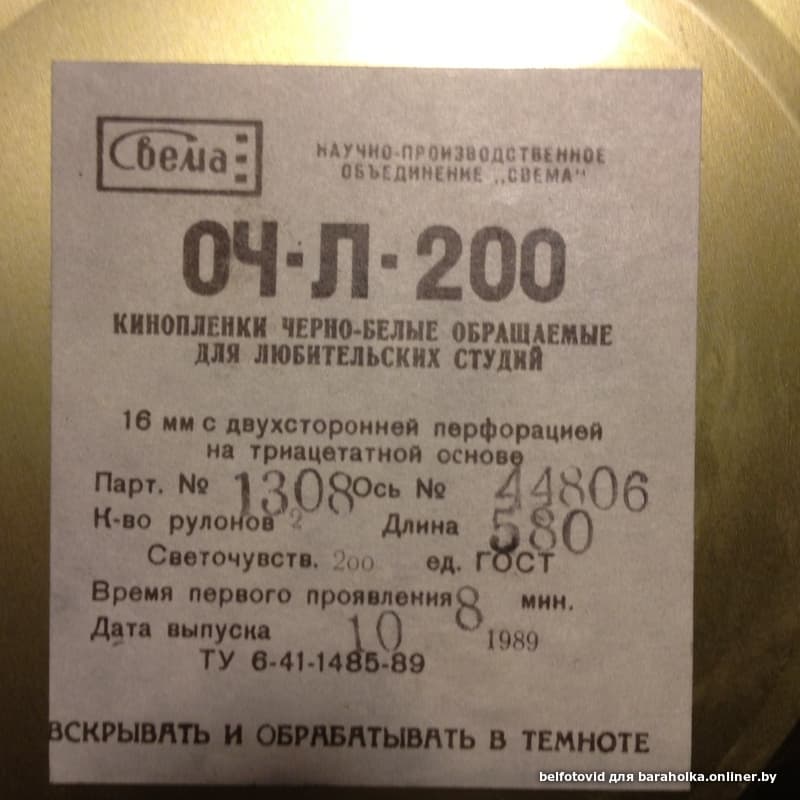 Свема
НАУЧНО-ПРОИЗВОДСТВЕННОЕ
ОБЪЕДИНЕНИЕ „СВЕМА"
ОЧ-Л-200
КИНОПЛЕНКИ ЧЕРНО-БЕЛЫЕ ОБРАЩАЕМЫЕ
ДЛЯ ЛЮБИТЕЛЬСКИХ СТУДИЙ
16 мм с двухсторонней перфорацией
на триацетатной основе
Парт. № 1308 Ось № 44806
К-во рулонов 2 Длина 580
Светочувств. 200 ед. ГОСТ
Время первого проявления 8 мин.
Дата выпуска 10 1989
ТУ 6-41-1485-89
ВСКРЫВАТЬ И ОБРАБАТЫВАТЬ В ТЕМНОТЕ
belfotovid для baraholka.onliner.by